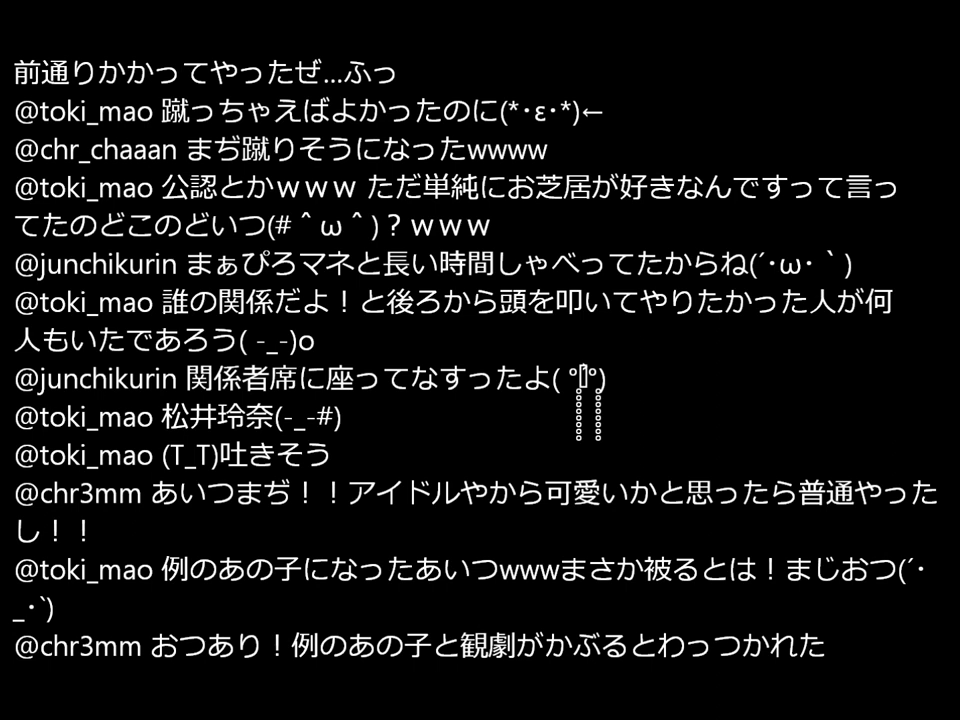 前通りかかってやったぜ...ふっ
@toki_mao 蹴っちゃえばよかったのに(*･ε･*)←
@chr_chaaan まぢ蹴りそうになったwwww
@toki_mao 公認とかｗｗｗ ただ単純にお芝居が好きなんですって言っ
てたのどこのどいつ(#＾ω＾)？ｗｗｗ
@junchikurin まぁぴろマネと長い時間しゃべってたからね(´･ω･｀)
@toki_mao 誰の関係だよ！と後ろから頭を叩いてやりたかった人が何
人もいたであろう( -_-)o
@junchikurin 関係者席に座ってなすったよ( °̥̥̥̥̥̥̥̥▯°̥̥̥̥̥̥̥̥)
@toki_mao 松井玲奈(-_-#)
@toki_mao (T_T)吐きそう
@chr3mm あいつまぢ！！アイドルやから可愛いかと思ったら普通やった
し！！
@toki_mao 例のあの子になったあいつwwwまさか被るとは！まじおつ(´･
_･`)
@chr3mm おつあり！例のあの子と観劇がかぶるとわっつかれた